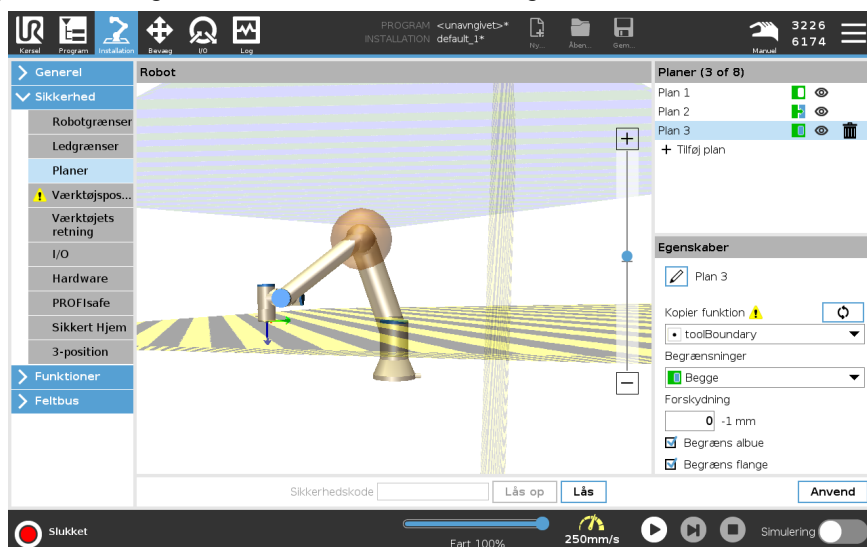 PROGRAM <unavngivet>*
INSTALLATION default_1*
UR
Kørsel
Program
Installation
Bevæg
I/O
Log
Ny...
Åben...
Gem...
Manuel
3226
6174
Generel
Sikkerhed
Robotgrænser
Ledgrænser
Planer
Værktøjspos...
Værktøjets
retning
I/O
Hardware
PROFIsafe
Sikkert Hjem
3-position
Funktioner
Feltbus
Robot
+
−
Planer (3 of 8)
Plan 1
Plan 2
Plan 3
+ Tilføj plan
Egenskaber
Plan 3
Kopier funktion
toolBoundary
Begrænsninger
Begge
Forskydning
0 -1 mm
Begræns albue
Begræns flange
Sikkerhedskode
Lås op
Lås
Anvend
Slukket
Fart 100%
250mm/s
Simulering